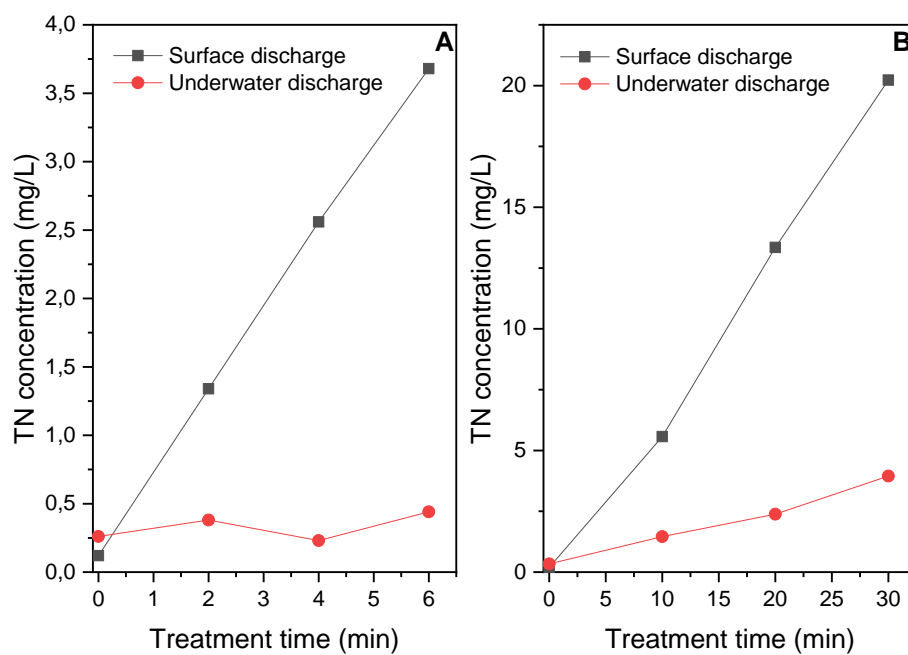 A
Surface discharge
Underwater discharge
4,0
3,5
3,0
2,5
2,0
1,5
1,0
0,5
0,0
TN concentration (mg/L)
0 1 2 3 4 5 6
Treatment time (min)
B
Surface discharge
Underwater discharge
20
15
10
5
0
TN concentration (mg/L)
0 5 10 15 20 25 30
Treatment time (min)